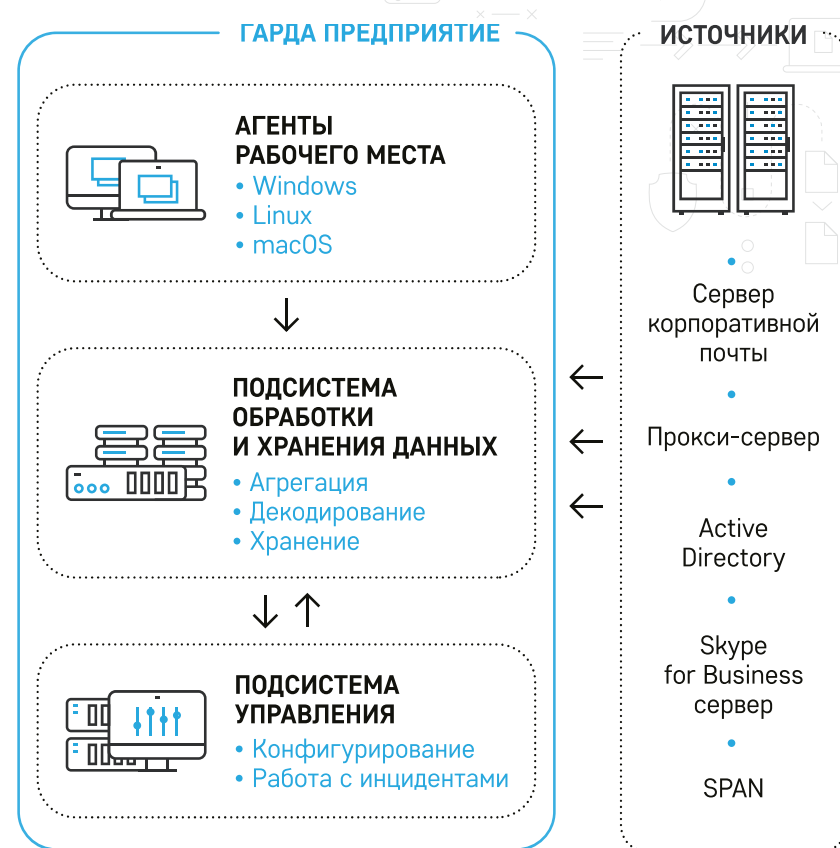 ГАРДА ПРЕДПРИЯТИЕ
АГЕНТЫ
РАБОЧЕГО МЕСТА
• Windows
• Linux
• macOS
ПОДСИСТЕМА
ОБРАБОТКИ
И ХРАНЕНИЯ ДАННЫХ
• Агрегация
• Декодирование
• Хранение
ПОДСИСТЕМА
УПРАВЛЕНИЯ
• Конфигурирование
• Работа с инцидентами
ИСТОЧНИКИ
Сервер
корпоративной
почты
Прокси-сервер
Active
Directory
Skype
for Business
сервер
SPAN